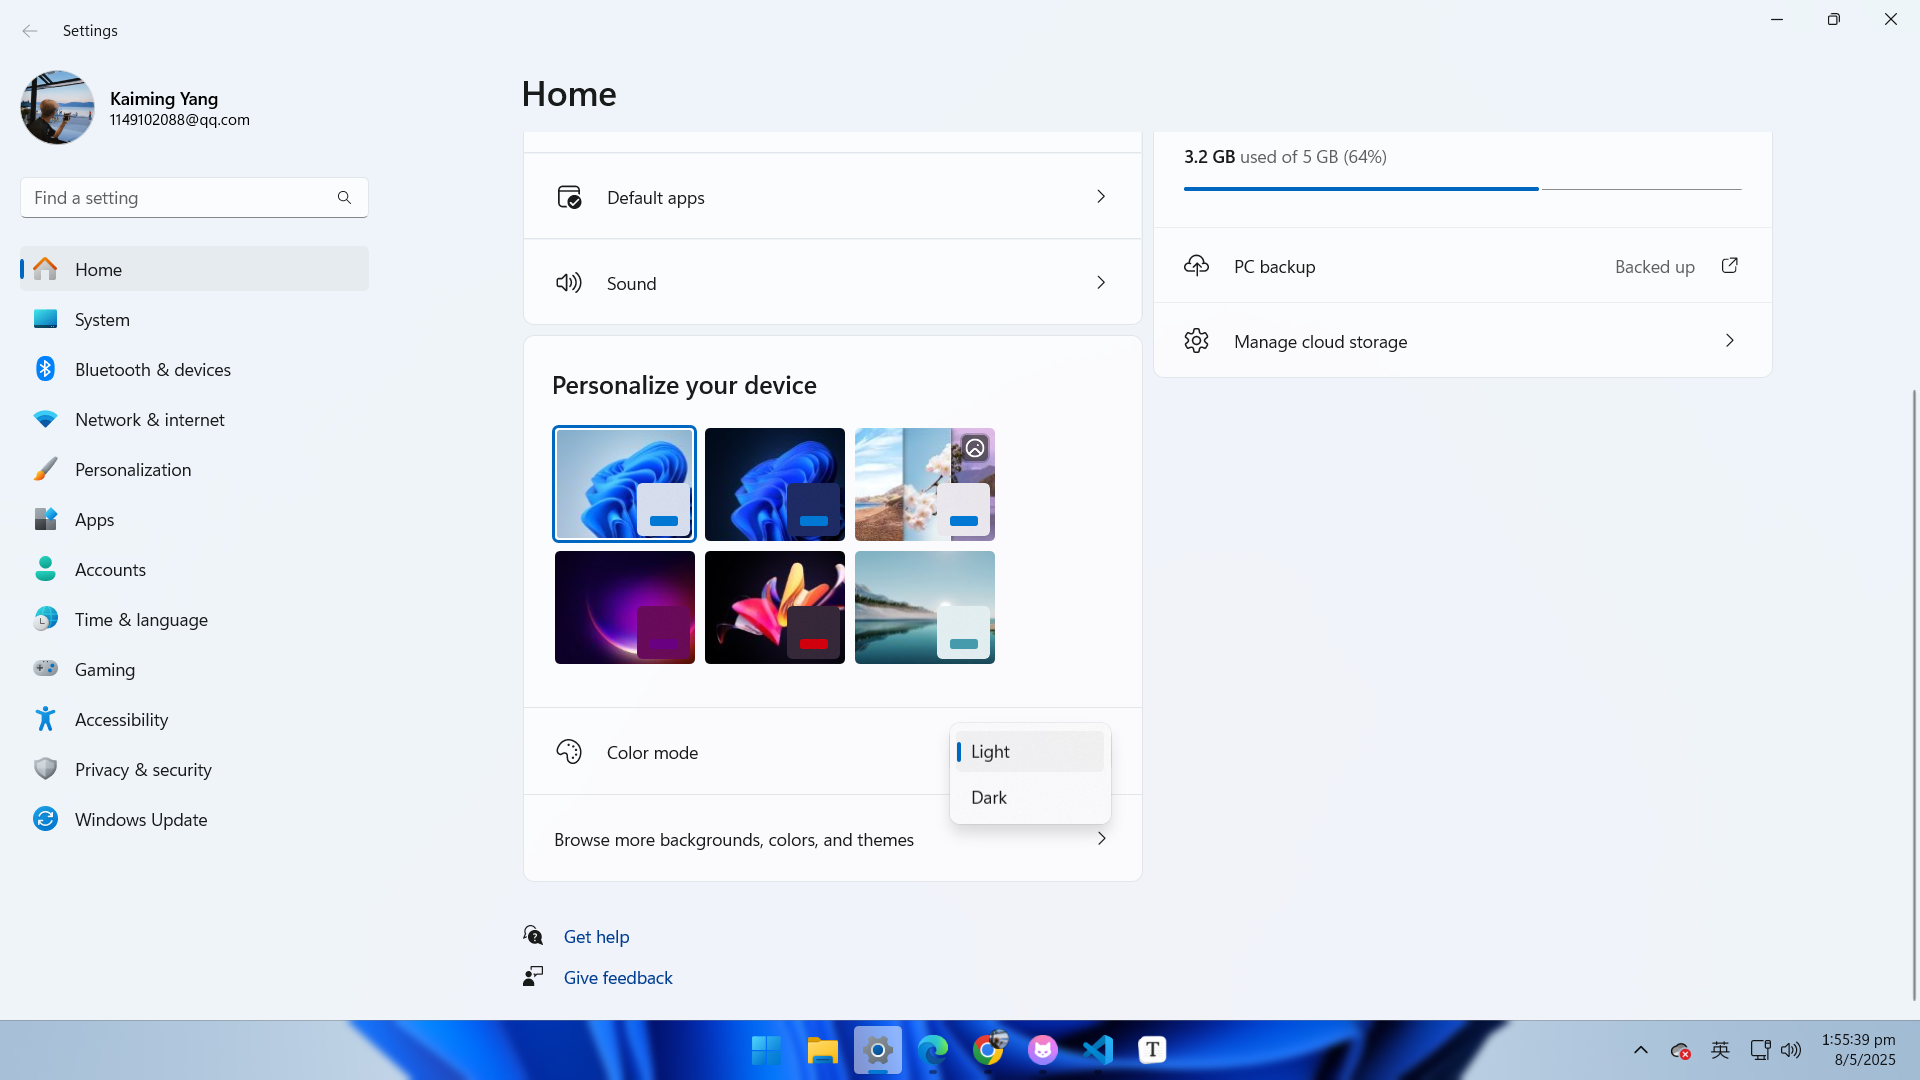 Settings
Kaiming Yang
1149102088@qq.com
Find a setting
Home
System
Bluetooth & devices
Network & internet
Personalization
Apps
Accounts
Time & language
Gaming
Accessibility
Privacy & security
Windows Update
Home
Default apps
Sound
Personalize your device
Color mode
Light
Dark
Browse more backgrounds, colors, and themes
Get help
Give feedback
3.2 GB used of 5 GB (64%)
PC backup
Backed up
Manage cloud storage
T
英
1:55:39 pm
8/5/2025